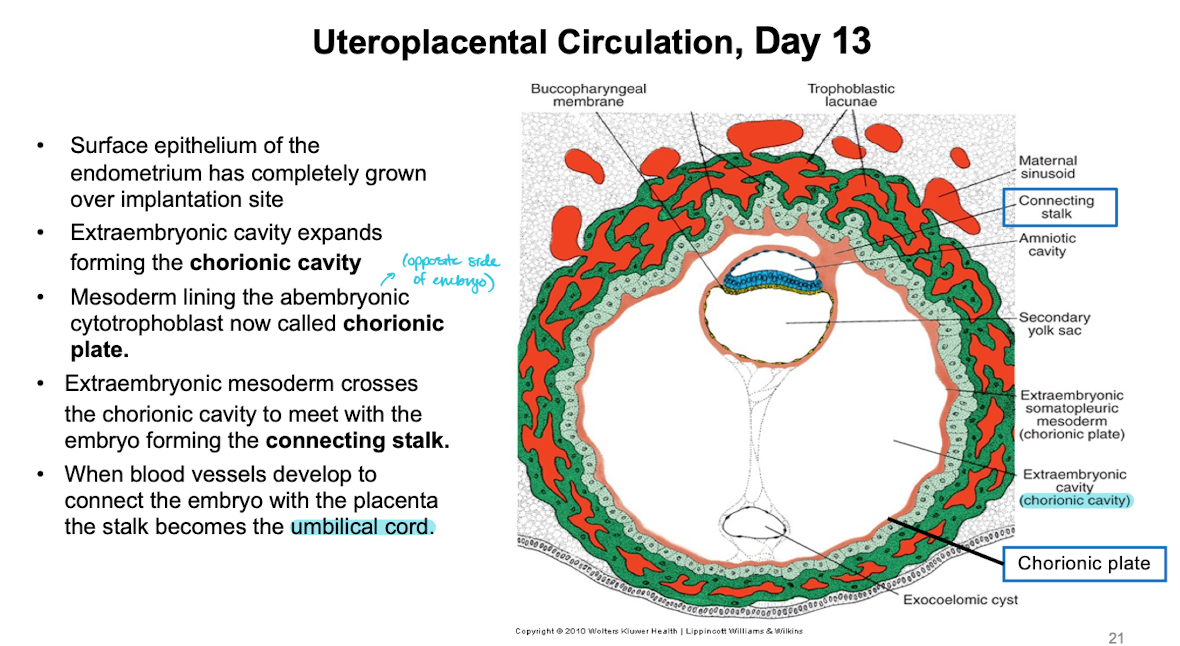 Uteroplacental Circulation, Day 13
• Surface epithelium of the
endometrium has completely grown
over implantation site
• Extraembryonic cavity expands
forming the chorionic cavity
(opposite side
of embryo)
• Mesoderm lining the abembryonic
cytotrophoblast now called chorionic
plate.
• Extraembryonic mesoderm crosses
the chorionic cavity to meet with the
embryo forming the connecting stalk.
• When blood vessels develop to
connect the embryo with the placenta
the stalk becomes the umbilical cord.
Buccopharyngeal
membrane
Trophoblastic
lacunae
Maternal
sinusoid
Connecting
stalk
Amniotic
cavity
Secondary
yolk sac
Extraembryonic
somatopleuric
mesoderm
(chorionic plate)
Extraembryonic
cavity
(chorionic cavity)
Chorionic plate
Exocoelomic cyst
Copyright © 2010 Wolters Kluwer Health | Lippincott Williams & Wilkins
21